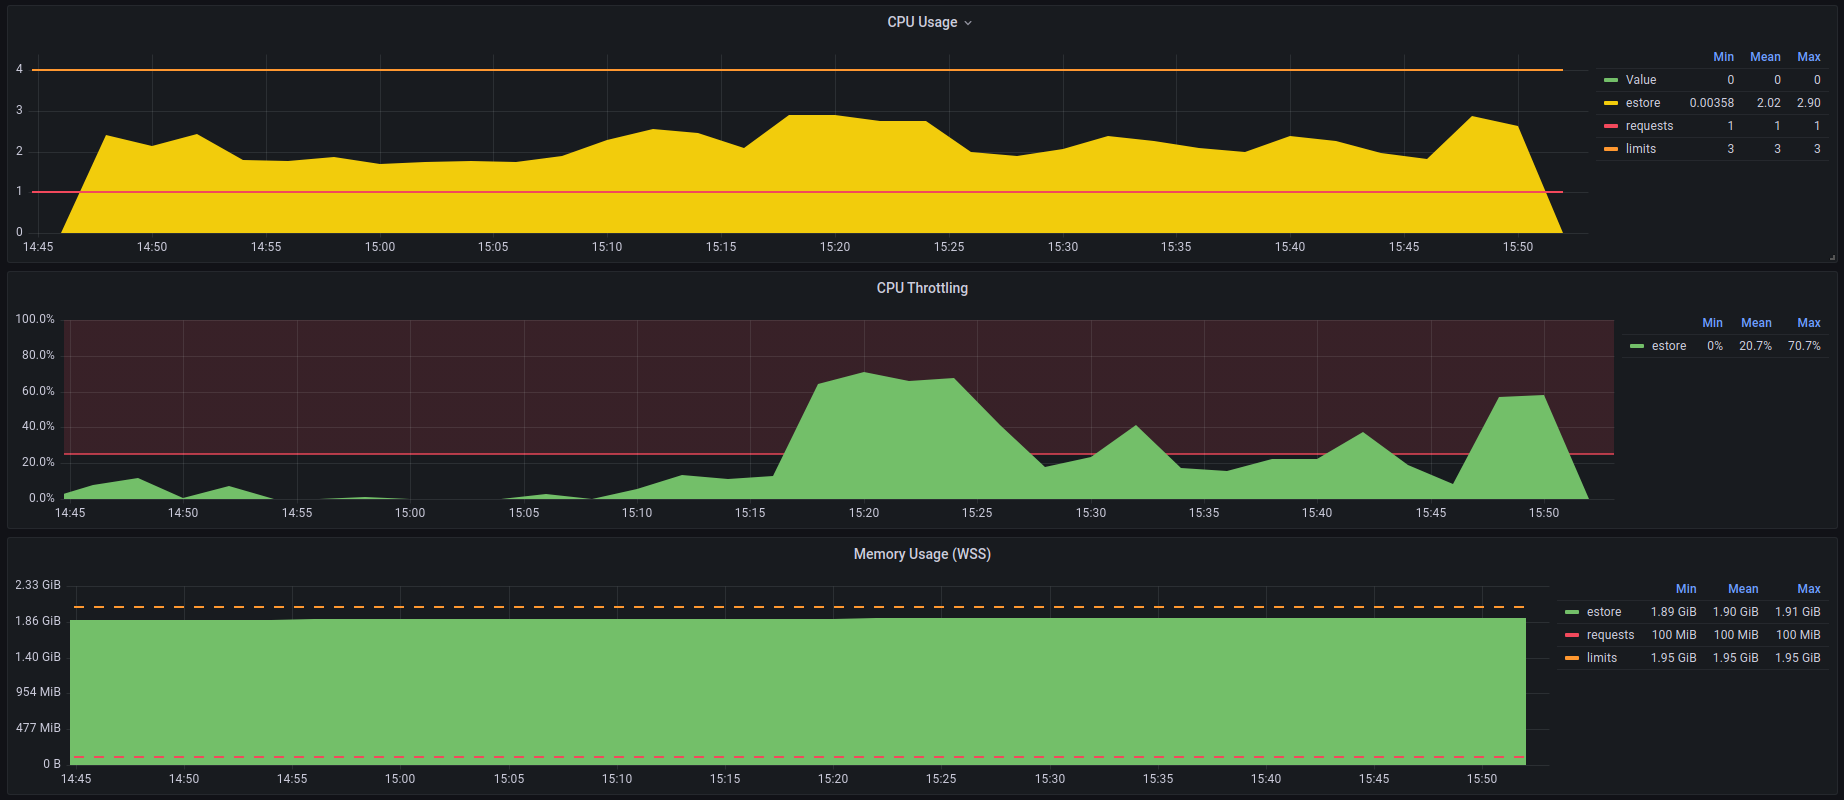 CPU Usage
Min Mean Max
4
Value 0 0 0
3
estore 0.00358 2.02 2.90
requests 1 1 1
2
limits 3 3 3
1
0
14:45 14:50 14:55 15:00 15:05 15:10 15:15 15:20 15:25 15:30 15:35 15:40 15:45 15:50
CPU Throttling
100.0%
Min Mean Max
estore 0% 20.7% 70.7%
80.0%
60.0%
40.0%
20.0%
0.0%
14:45 14:50 14:55 15:00 15:05 15:10 15:15 15:20 15:25 15:30 15:35 15:40 15:45 15:50
Memory Usage (WSS)
2.33 GiB
Min Mean Max
estore 1.89 GiB 1.90 GiB 1.91 GiB
1.86 GiB
requests 100 MiB 100 MiB 100 MiB
1.40 GiB
limits 1.95 GiB 1.95 GiB 1.95 GiB
954 MiB
477 MiB
0 B
14:45 14:50 14:55 15:00 15:05 15:10 15:15 15:20 15:25 15:30 15:35 15:40 15:45 15:50